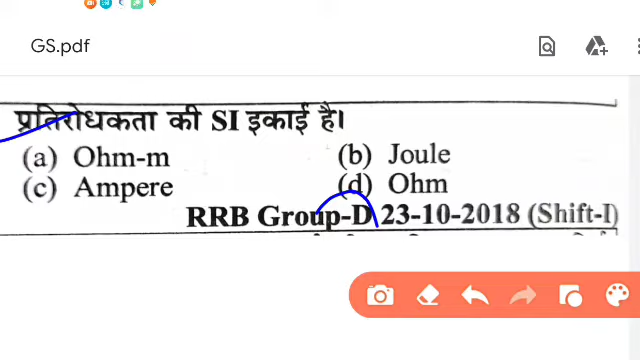 GS.pdf
प्रतिरोधकता की SI इकाई है।
(a) Ohm-m (b) Joule
(c) Ampere (d) Ohm
RRB Group-D 23-10-2018 (Shift-I)